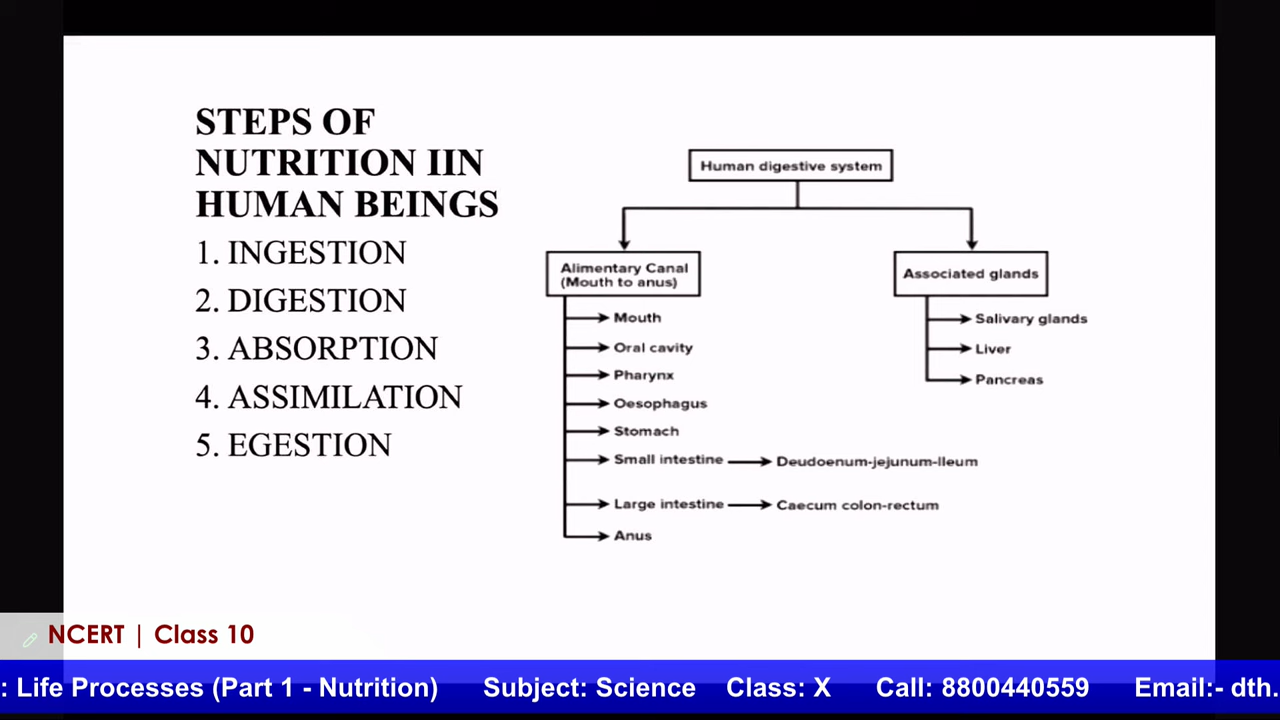 STEPS OF
NUTRITION IIN
HUMAN BEINGS
1. INGESTION
2. DIGESTION
3. ABSORPTION
4. ASSIMILATION
5. EGESTION
Human digestive system
Alimentary Canal
(Mouth to anus)
Mouth
Oral cavity
Pharynx
Oesophagus
Stomach
Small intestine
Deudoenum-jejunum-Ileum
Large intestine
Caecum colon-rectum
Anus
Associated glands
Salivary glands
Liver
Pancreas
NCERT | Class 10
: Life Processes (Part 1 - Nutrition) Subject: Science Class: X Call: 8800440559 Email:- dth.